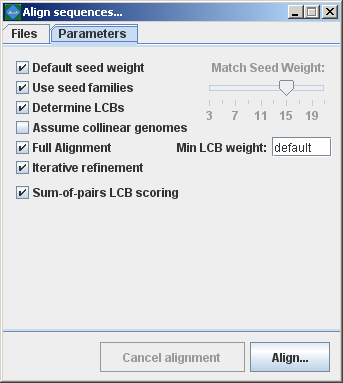 Align sequences...
Files Parameters
Default seed weight Match Seed Weight:
Use seed families
Determine LCBs 3 7 11 15 19
Assume collinear genomes
Full Alignment Min LCB weight: default
Iterative refinement
Sum-of-pairs LCB scoring
Cancel alignment Align...